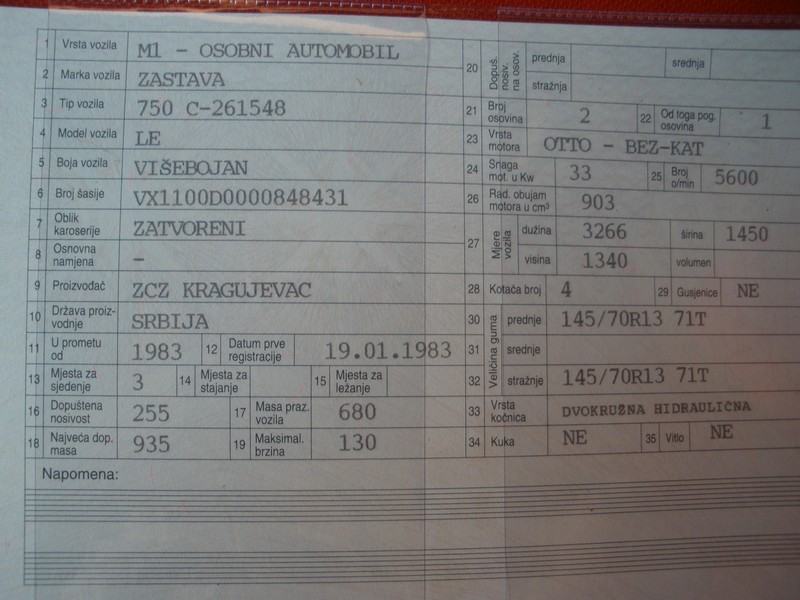 1 Vrsta vozila M1 - OSOBNI AUTOMOBIL
2 Marka vozila ZASTAVA
3 Tip vozila 750 C-261548
4 Model vozila LE
5 Boja vozila VIŠEBOJAN
6 Broj šasije VX1100D0000848431
7 Oblik karoserije ZATVORENI
8 Osnovna namjena -
9 Proizvođač ZCZ KRAGUJEVAC
10 Država proiz-
vodnje SRBIJA
11 U prometu od 1983 12 Datum prve registracije 19.01.1983
13 Mjesta za sjedenje 3 14 Mjesta za stajanje 15 Mjesta za ležanje
16 Dopuštena nosivost 255 17 Masa praz. vozila 680
18 Najveća dop. masa 935 19 Maksimal. brzina 130
Napomena:
20 Dopuš. nosiv. na osov. prednja srednja
stražnja
21 Broj osovina 2 22 Od toga pog. osovina 1
23 Vrsta motora OTTO - BEZ-KAT
24 Snaga mot. u Kw 33 25 Broj o/min 5600
26 Rad. obujam motora u cm³ 903
27 Mjere vozila dužina 3266 širina 1450
visina 1340 volumen
28 Kotača broj 4 29 Gusjenice NE
30 Veličina guma prednje 145/70R13 71T
31 srednje
32 stražnje 145/70R13 71T
33 Vrsta kočnica DVOKRUŽNA HIDRAULIČNA
34 Kuka NE 35 Vitlo NE